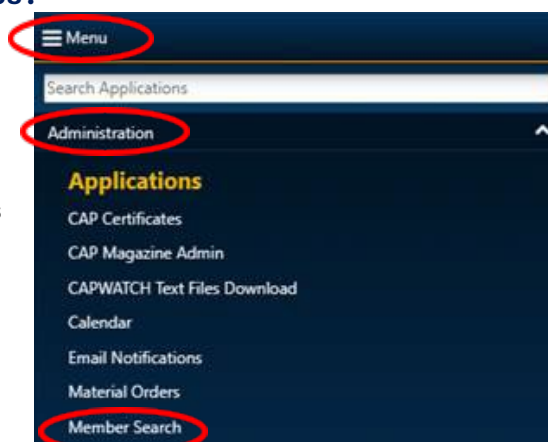 Menu
Search Applications
Administration
Applications
CAP Certificates
CAP Magazine Admin
CAPWATCH Text Files Download
Calendar
Email Notifications
Material Orders
Member Search